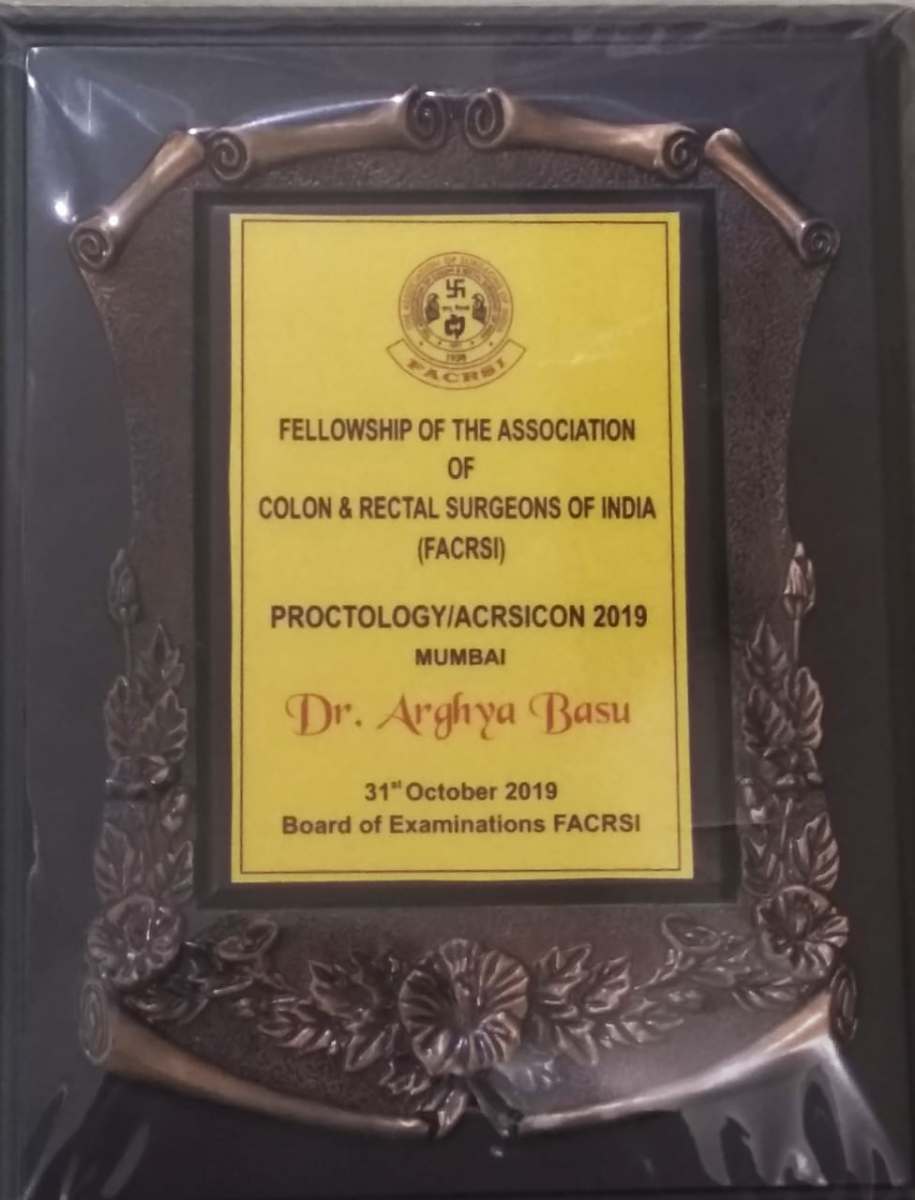 FACRSI
FELLOWSHIP OF THE ASSOCIATION
OF
COLON & RECTAL SURGEONS OF INDIA
(FACRSI)
PROCTOLOGY/ACRSICON 2019
MUMBAI
Dr. Arghya Basu
31st October 2019
Board of Examinations FACRSI